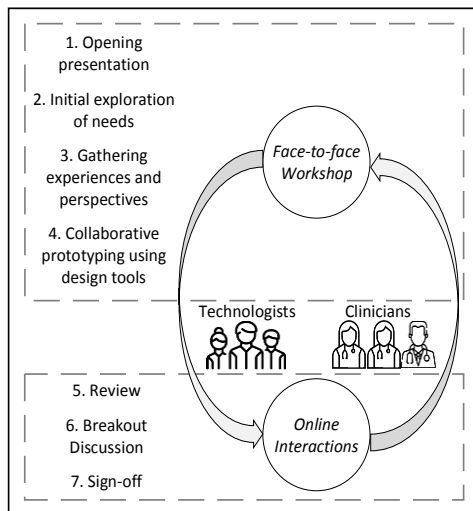 1. Opening
presentation
2. Initial exploration
of needs
3. Gathering
experiences and
perspectives
4. Collaborative
prototyping using
design tools
Face-to-face
Workshop
Technologists
Clinicians
5. Review
6. Breakout
Discussion
7. Sign-off
Online
Interactions